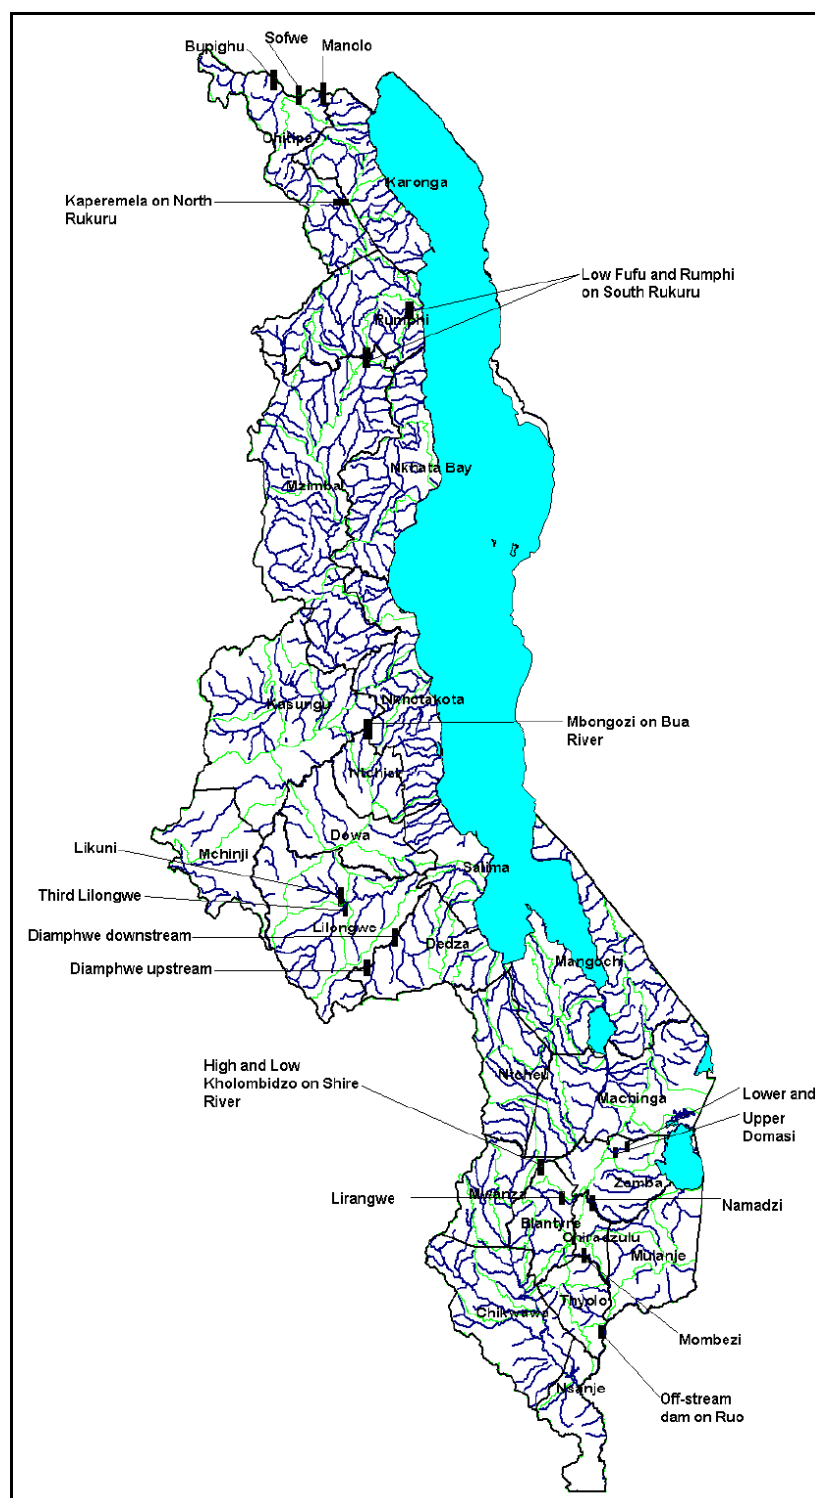 Sofwe
Bupighu
Manolo
Chitipa
Karonga
Kaperemela on North
Rukuru
Low Fufu and Rumphi
on South Rukuru
Rumphi
Nkhata Bay
Mzimba
Nkhotakota
Kasungu
Mbongozi on Bua
River
Ntchisi
Dowa
Likuni
Mchinji
Salima
Third Lilongwe
Lilongwe
Diamphwe downstream
Dedza
Mangochi
Diamphwe upstream
High and Low
Kholombidzo on Shire
River
Ntcheu
Machinga
Lower and
Upper
Domasi
Zomba
Mwanza
Lirangwe
Namadzi
Blantyre
Chiradzulu
Mulanje
Thyolo
Chikwawa
Mombezi
Nsanje
Off-stream
dam on Ruo